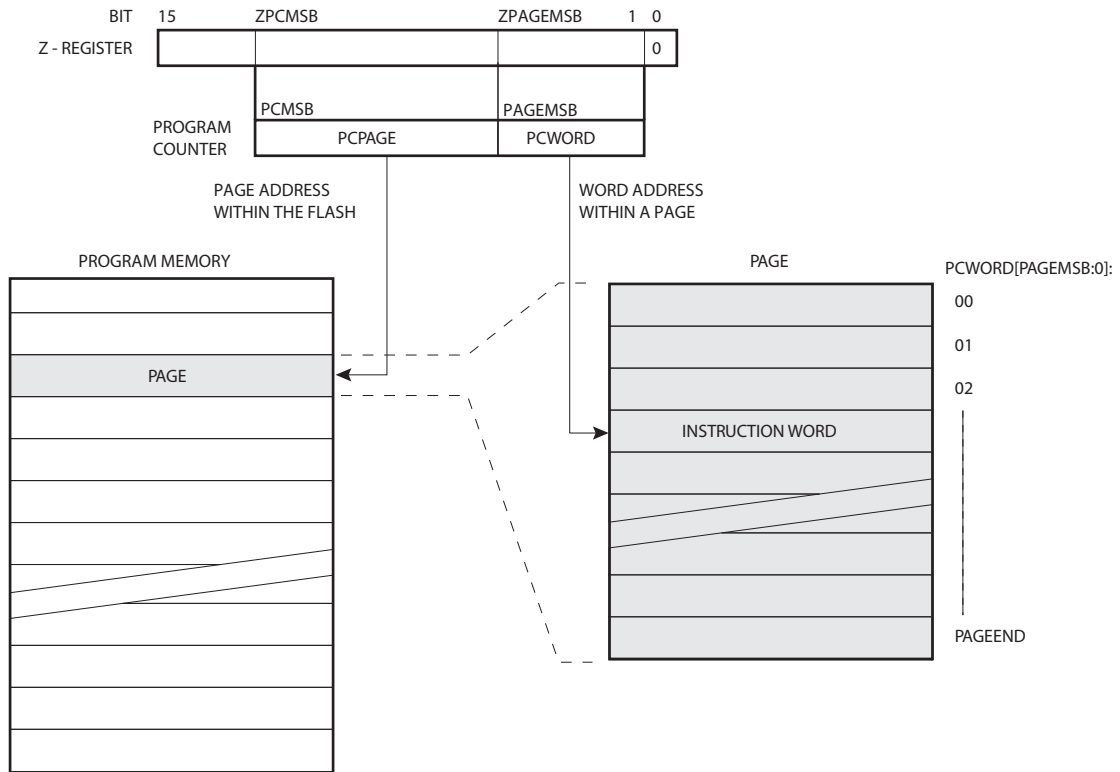 BIT 15 ZPCMSB ZPAGEMSB 1 0
Z - REGISTER 0
PCMSB PAGEMSB
PROGRAM
COUNTER
PCPAGE PCWORD
PAGE ADDRESS
WITHIN THE FLASH
WORD ADDRESS
WITHIN A PAGE
PROGRAM MEMORY
PAGE
PAGE
PCWORD[PAGEMSB:0]:
00
01
02
INSTRUCTION WORD
PAGEEND